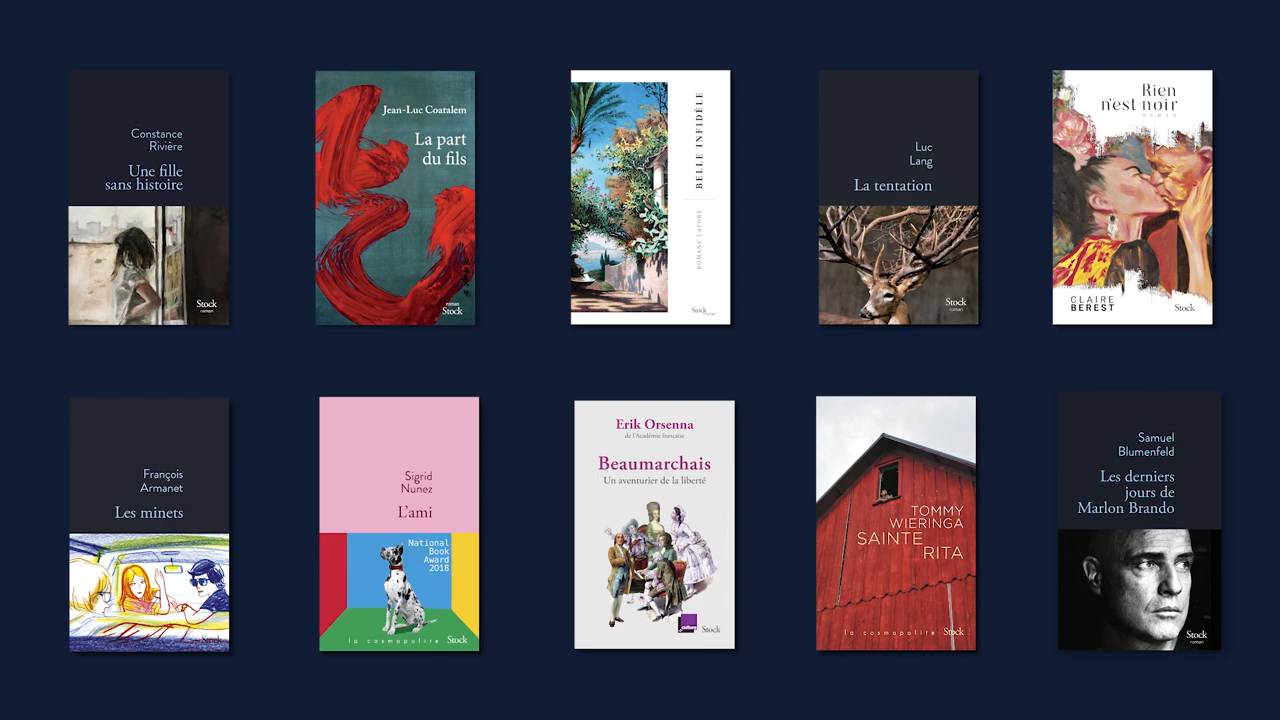 Constance
Rivière
Une fille
sans histoire
Stock
roman
Jean-Luc Coatalem
La part
du fils
roman
Stock
BELLE INFIDÈLE
ROMANE LAFORE
Stock
Luc
Lang
La tentation
Stock
roman
Rien
n'est noir
ROMAN
CLAIRE
BEREST
Stock
François
Armanet
Les minets
Stock
Sigrid
Nunez
L'ami
National
Book
Award
2018
la cosmopolite Stock
Erik Orsenna
de l'Académie française
Beaumarchais
Un aventurier de la liberté
culture
Stock
TOMMY
WIERINGA
SAINTE
RITA
la cosmopolite Stock
Samuel
Blumenfeld
Les derniers
jours de
Marlon Brando
Stock
roman